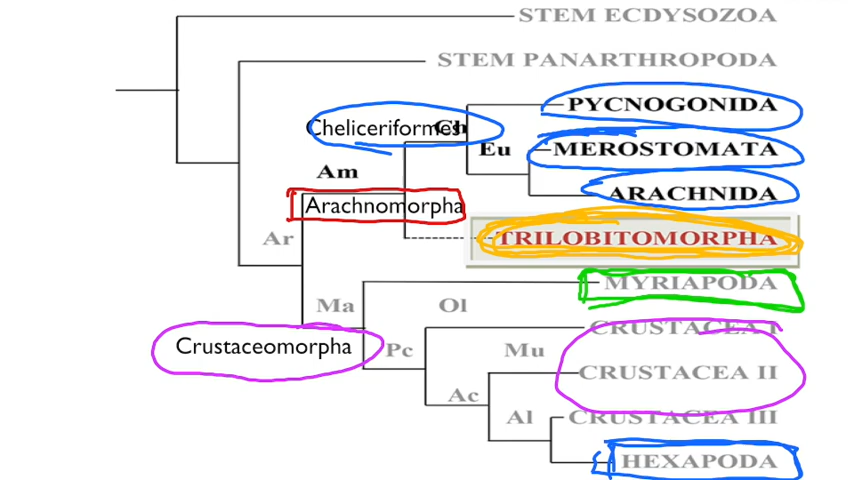 STEM ECDYSOZOA
STEM PANARTHROPODA
PYCNOGONIDA
Cheliceriformes
Ch
Eu
MEROSTOMATA
Am
ARACHNIDA
Arachnomorpha
Ar
TRILOBITOMORPHA
MYRIAPODA
Ma
Ol
CRUSTACEA I
Crustaceomorpha
Pc
Mu
CRUSTACEA II
Ac
Al
CRUSTACEA III
HEXAPODA